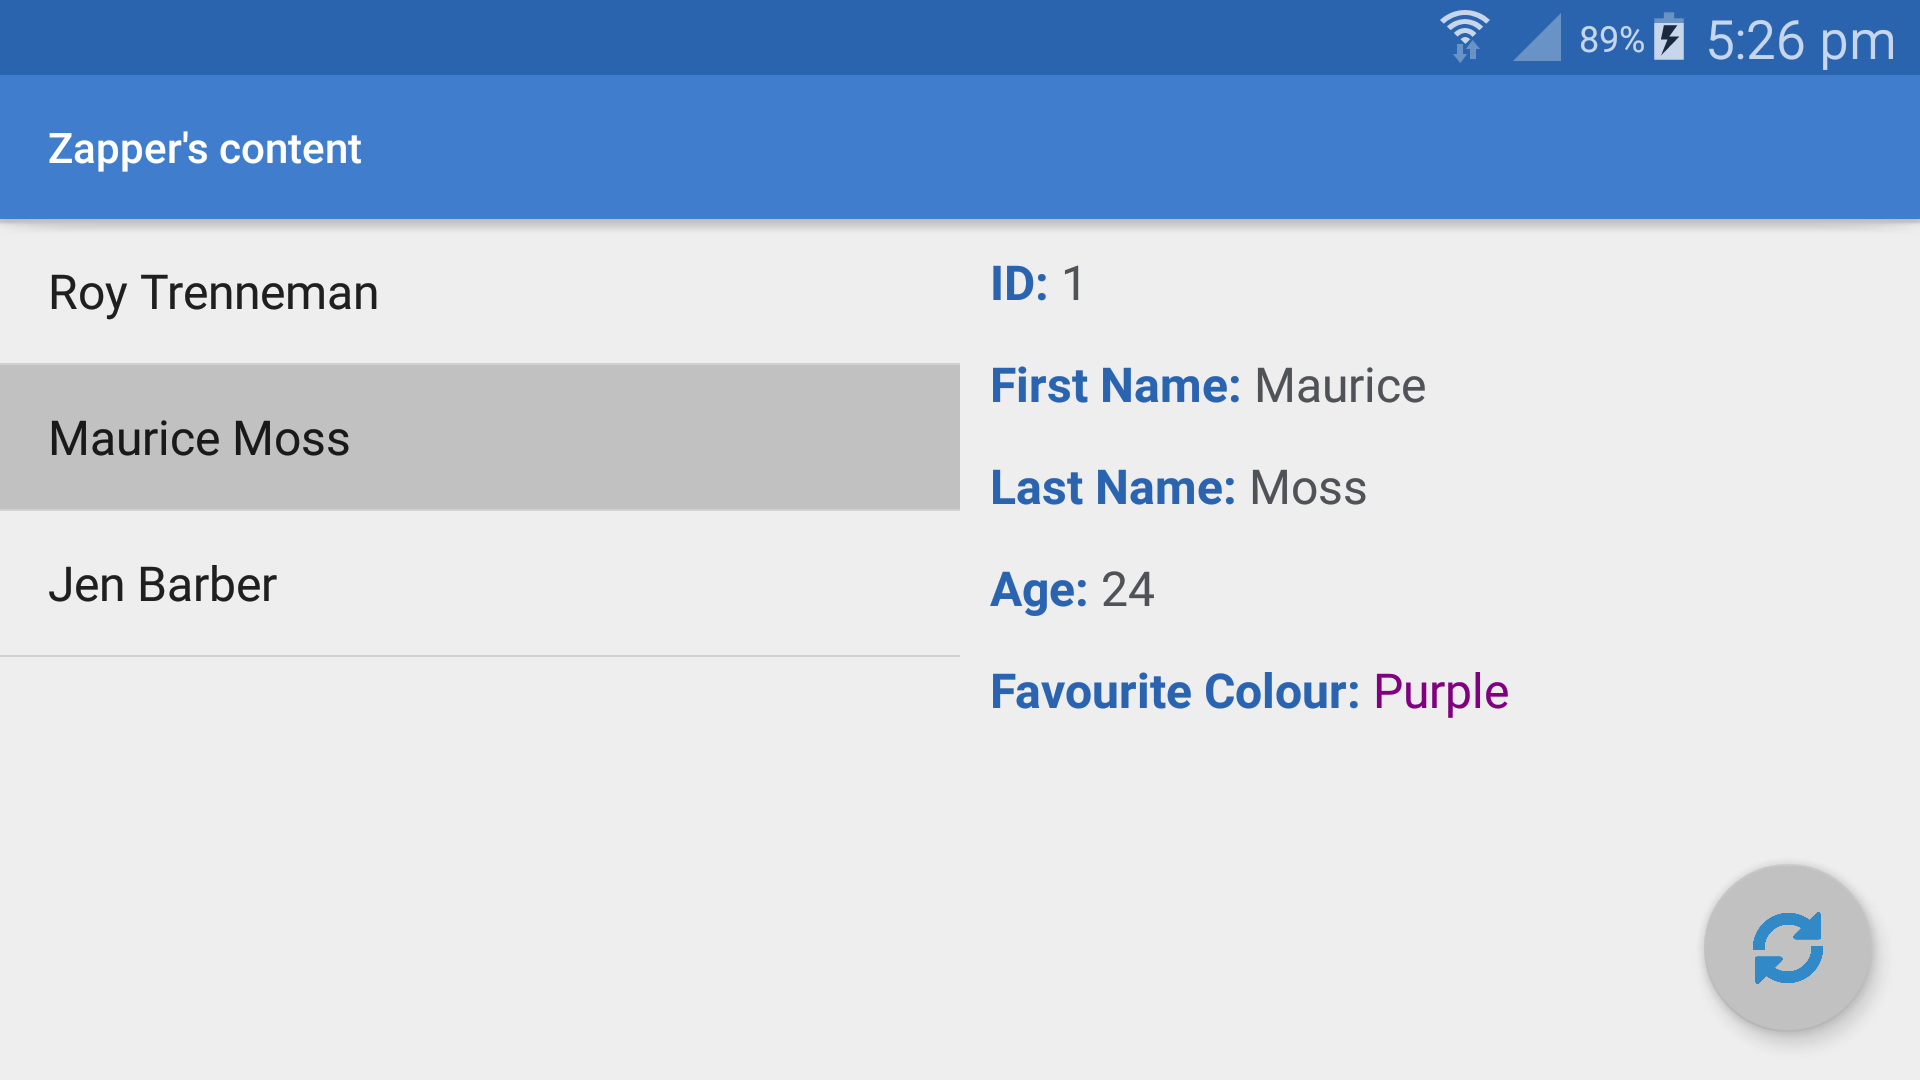 89% 5:26 pm
Zapper's content
Roy Trenneman
Maurice Moss
Jen Barber
ID: 1
First Name: Maurice
Last Name: Moss
Age: 24
Favourite Colour: Purple